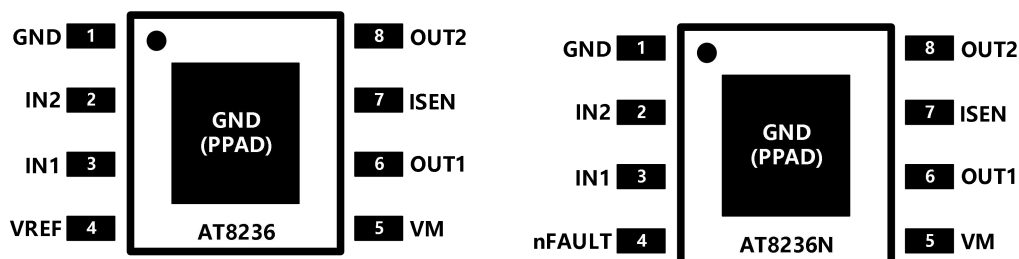 GND 1
8 OUT2
IN2 2
7 ISEN
GND
(PPAD)
IN1 3
6 OUT1
VREF 4
5 VM
AT8236
GND 1
8 OUT2
IN2 2
7 ISEN
GND
(PPAD)
IN1 3
6 OUT1
nFAULT 4
5 VM
AT8236N